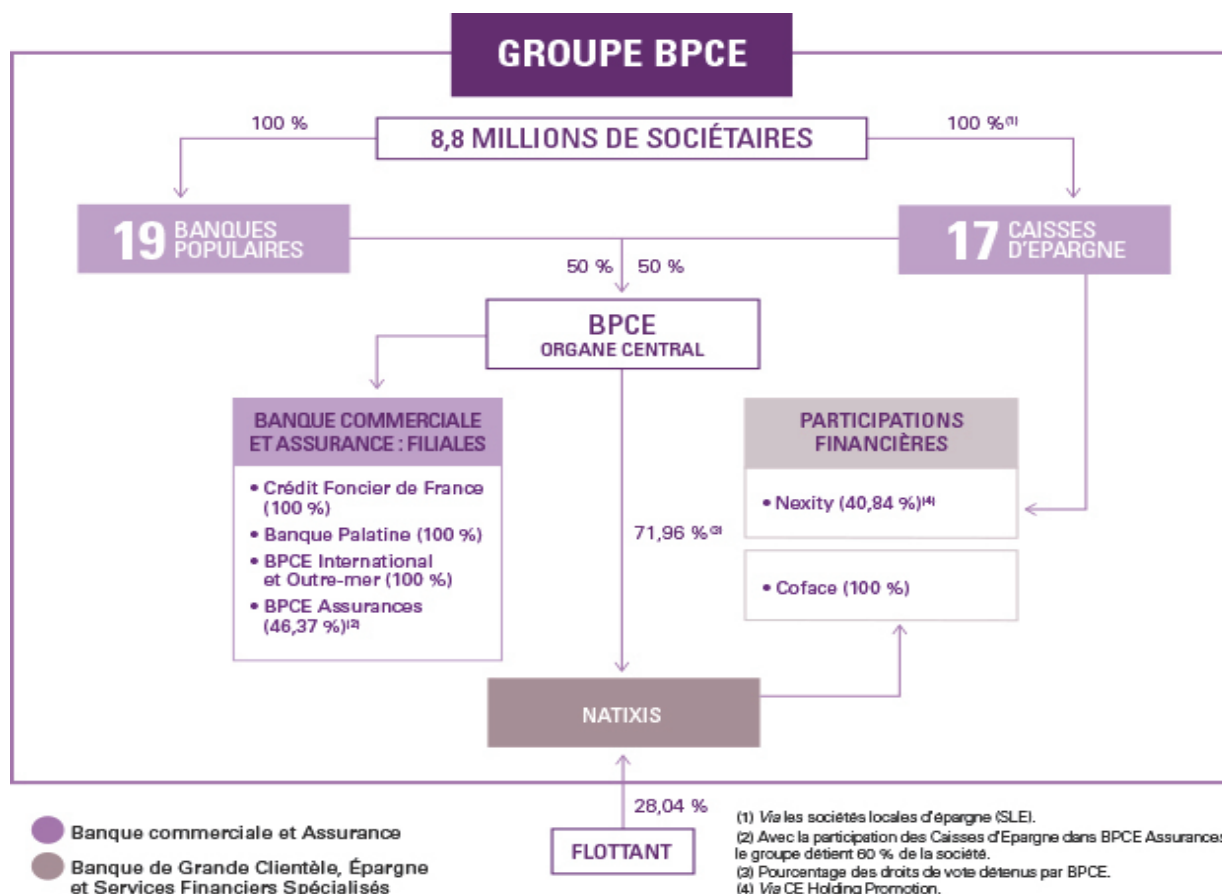 GROUPE BPCE
100 %
8,8 MILLIONS DE SOCIÉTAIRES
100 %(1)
19 BANQUES
POPULAIRES
17 CAISSES
D'EPARGNE
50 %
50 %
BPCE
ORGANE CENTRAL
BANQUE COMMERCIALE
ET ASSURANCE : FILIALES
• Crédit Foncier de France
(100 %)
• Banque Palatine (100 %)
• BPCE International
et Outre-mer (100 %)
• BPCE Assurances
(46,37 %)(2)
71,96 %(3)
PARTICIPATIONS
FINANCIÈRES
• Nexity (40,84 %)(4)
• Coface (100 %)
NATIXIS
28,04 %
FLOTTANT
Banque commerciale et Assurance
Banque de Grande Clientèle, Épargne
et Services Financiers Spécialisés
(1) Via les sociétés locales d'épargne (SLE).
(2) Avec la participation des Caisses d'Epargne dans BPCE Assurances
le groupe détient 60 % de la société.
(3) Pourcentage des droits de vote détenus par BPCE.
(4) Via CE Holding Promotion.